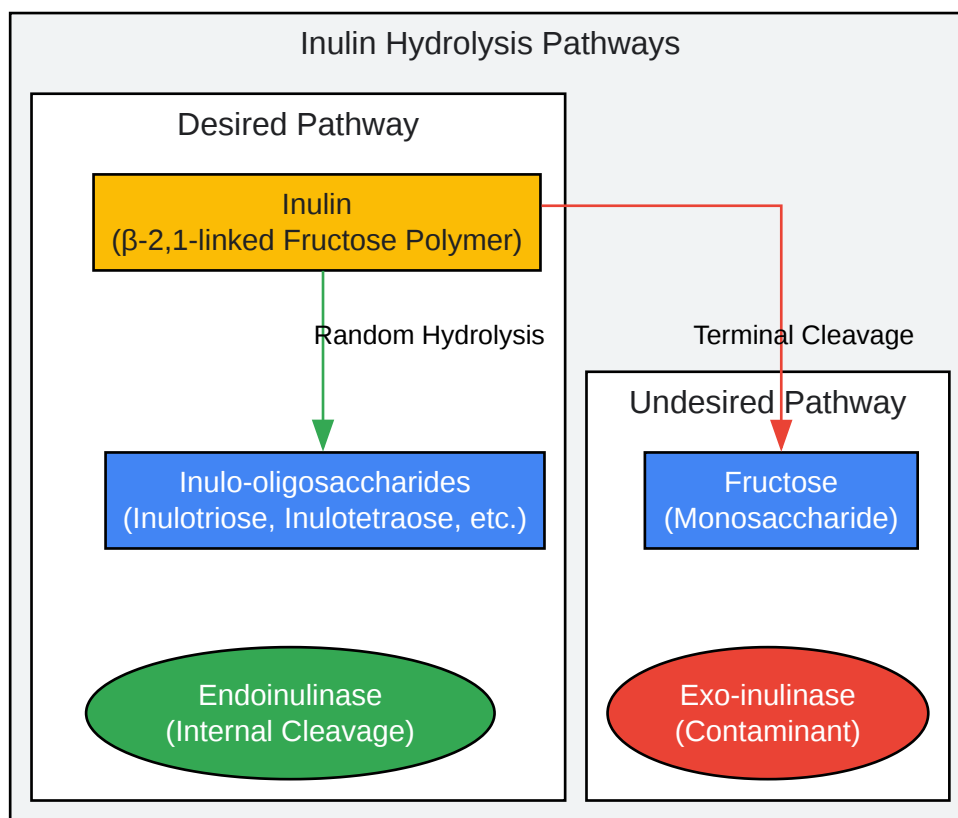 Inulin Hydrolysis Pathways
Desired Pathway
Inulin
(β-2,1-linked Fructose Polymer)
Random Hydrolysis
Terminal Cleavage
Undesired Pathway
Inulo-oligosaccharides
(Inulotriose, Inulotetraose, etc.)
Fructose
(Monosaccharide)
Endoinulinase
(Internal Cleavage)
Exo-inulinase
(Contaminant)